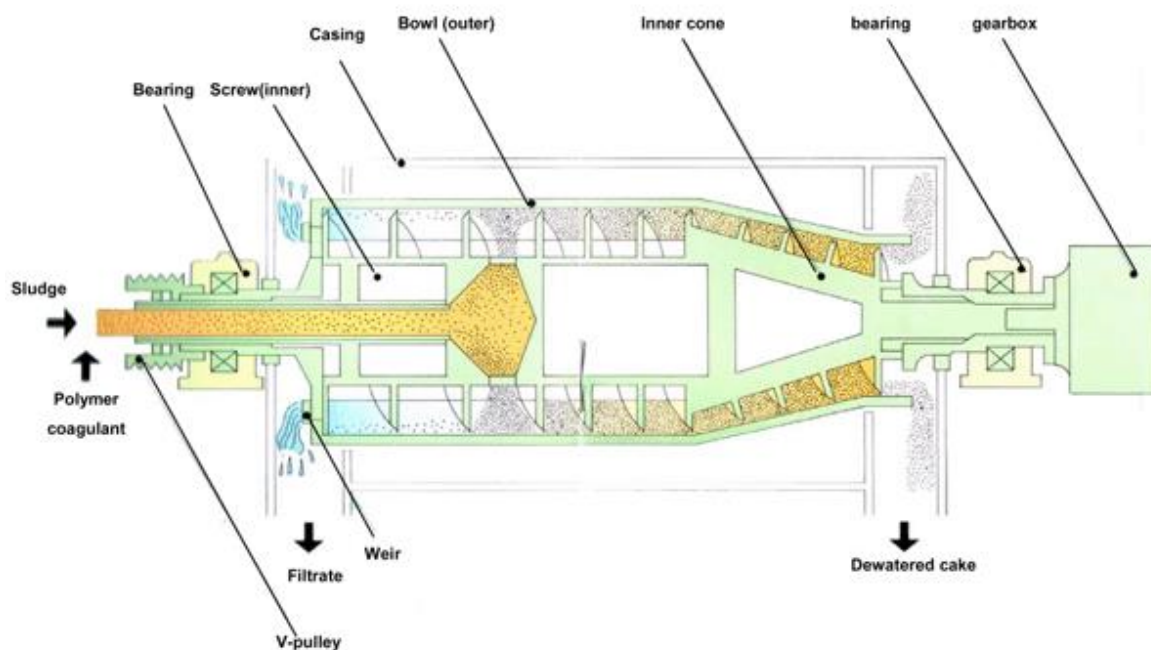 Bowl (outer)
Inner cone
bearing
gearbox
Casing
Bearing
Screw(inner)
Sludge
Polymer
coagulant
Weir
Filtrate
Dewatered cake
V-pulley